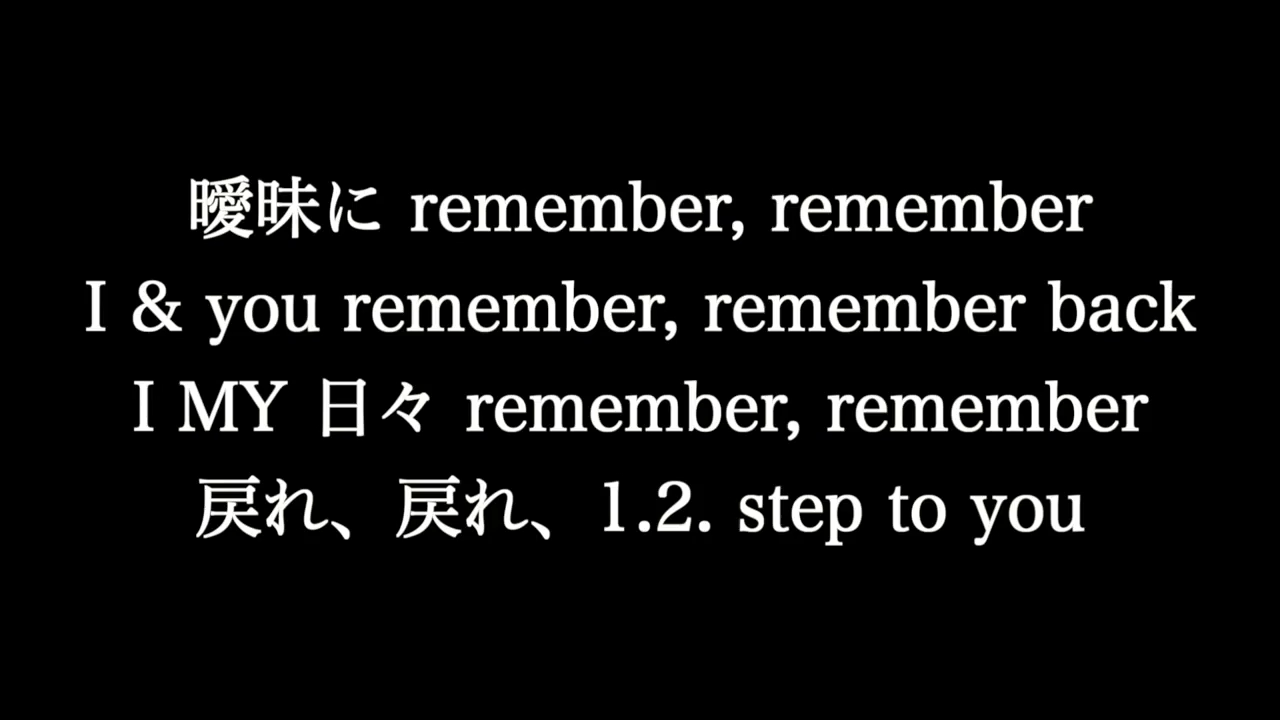 曖昧に remember, remember
I & you remember, remember back
I MY 日々 remember, remember
戻れ、戻れ、1.2. step to you